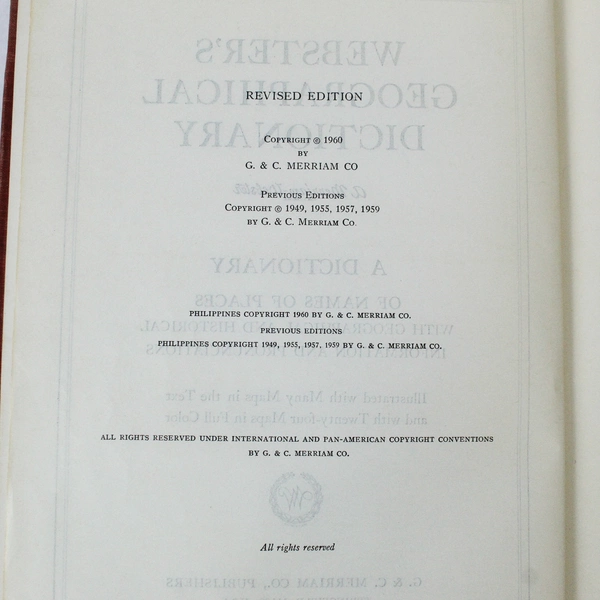 REVISED EDITION
COPYRIGHT © 1960
BY
G. & C. MERRIAM CO
PREVIOUS EDITIONS
COPYRIGHT © 1949, 1955, 1957, 1959
BY G. & C. MERRIAM CO.
PHILIPPINES COPYRIGHT 1960 BY G. & C. MERRIAM CO.
PREVIOUS EDITIONS
PHILIPPINES COPYRIGHT 1949, 1955, 1957, 1959 BY G. & C. MERRIAM CO.
ALL RIGHTS RESERVED UNDER INTERNATIONAL AND PAN-AMERICAN COPYRIGHT CONVENTIONS
BY G. & C. MERRIAM CO.
All rights reserved